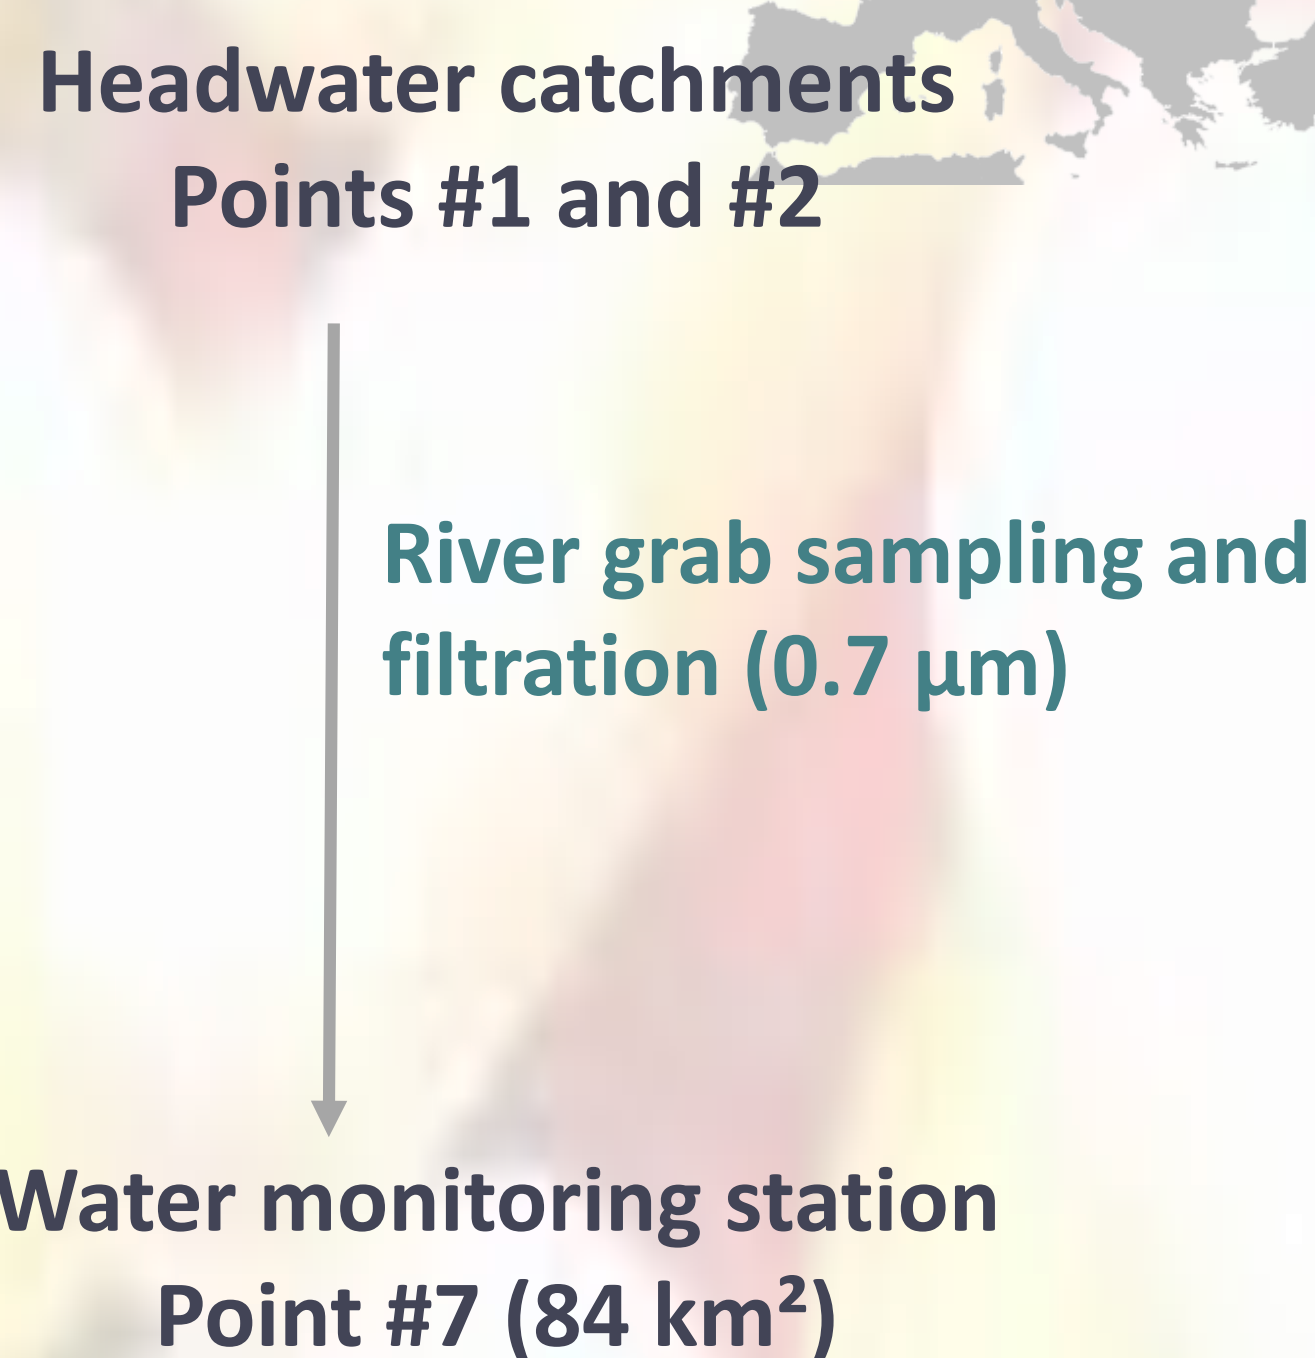 Headwater catchments
Points #1 and #2
River grab sampling and
filtration (0.7 µm)
Water monitoring station
Point #7 (84 km²)